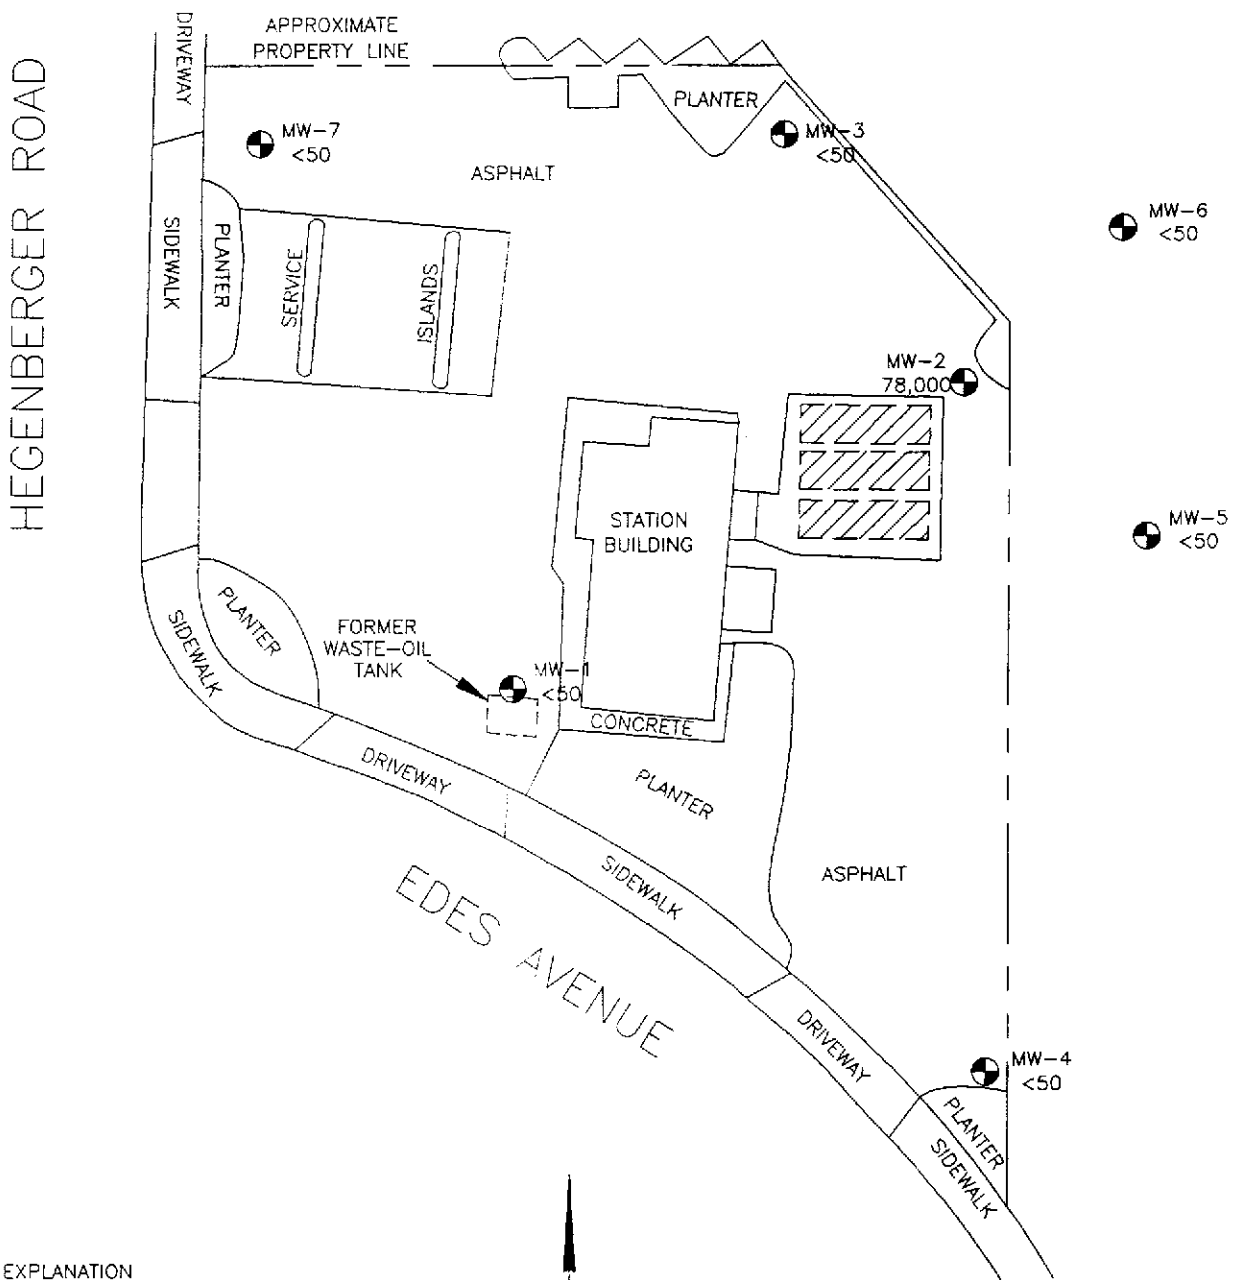 HEGENBERGER ROAD
DRIVEWAY
APPROXIMATE
PROPERTY LINE
PLANTER
MW-7
<50
MW-3
<50
ASPHALT
MW-6
<50
SIDEWALK
PLANTER
SERVICE
ISLANDS
MW-2
78,000
STATION
BUILDING
MW-5
<50
PLANTER
SIDEWALK
FORMER
WASTE-OIL
TANK
MW-1
<50
CONCRETE
DRIVEWAY
PLANTER
SIDEWALK
ASPHALT
EDES AVENUE
DRIVEWAY
MW-4
<50
PLANTER
SIDEWALK
EXPLANATION